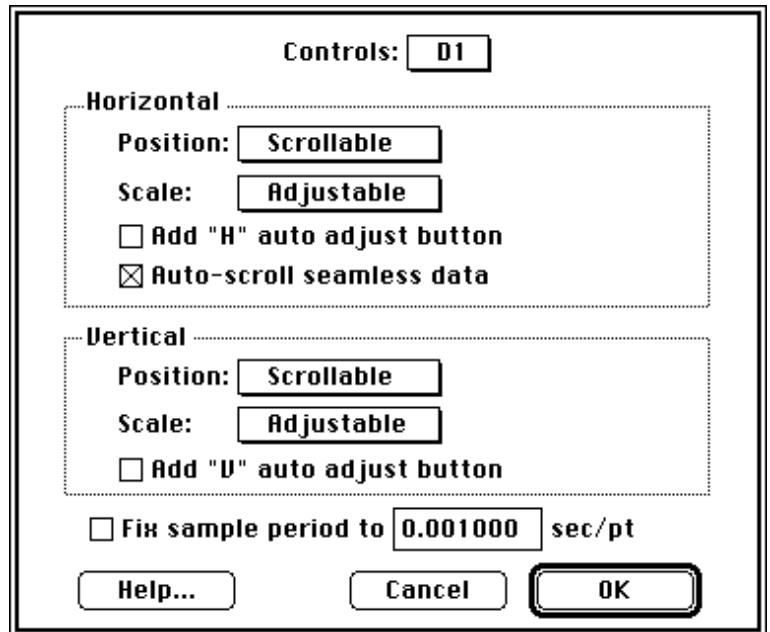 Controls: D1
Horizontal
Position: Scrollable
Scale: Adjustable
Add "H" auto adjust button
Auto-scroll seamless data
Vertical
Position: Scrollable
Scale: Adjustable
Add "V" auto adjust button
Fix sample period to 0.001000 sec/pt
Help... Cancel OK